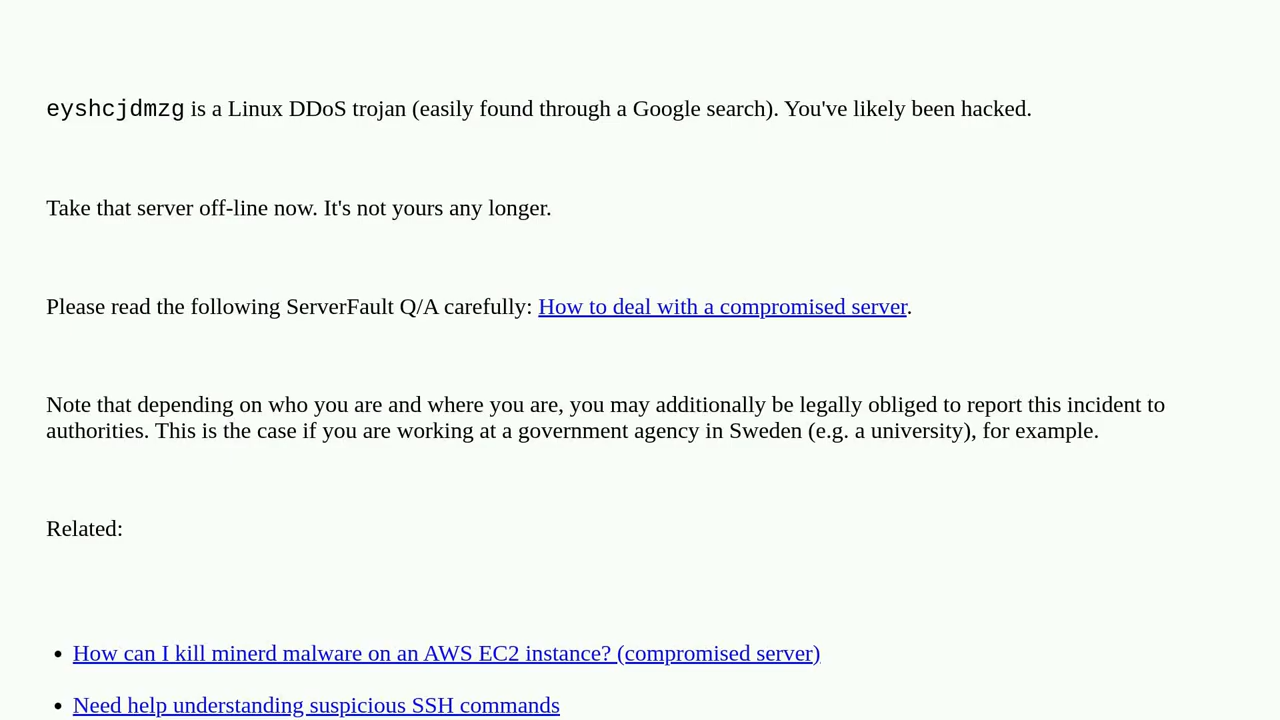 eyshcjdmzg is a Linux DDoS trojan (easily found through a Google search). You've likely been hacked.
Take that server off-line now. It's not yours any longer.
Please read the following ServerFault Q/A carefully: How to deal with a compromised server.
Note that depending on who you are and where you are, you may additionally be legally obliged to report this incident to
authorities. This is the case if you are working at a government agency in Sweden (e.g. a university), for example.
Related:
• How can I kill minerd malware on an AWS EC2 instance? (compromised server)
• Need help understanding suspicious SSH commands